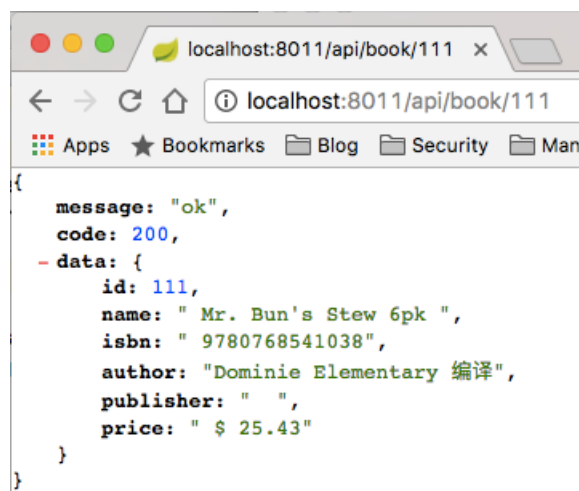 localhost:8011/api/book/111 ×
localhost:8011/api/book/111
Apps Bookmarks Blog Security Man
{
message: "ok",
code: 200,
- data: {
id: 111,
name: " Mr. Bun's Stew 6pk ",
isbn: " 9780768541038",
author: "Dominie Elementary 编译",
publisher: "  ",
price: " $ 25.43"
}
}